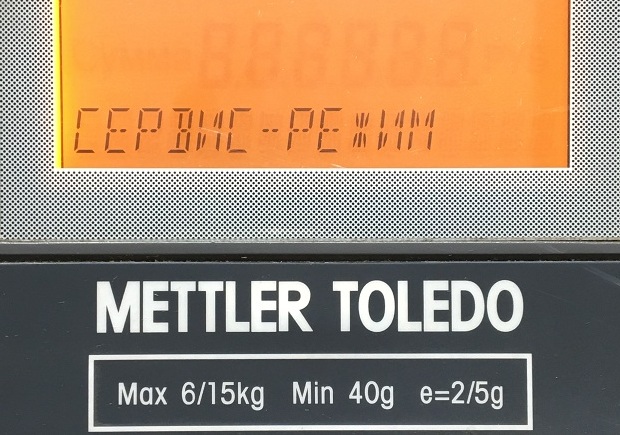 СЕРВИС-РЕЖИМ
METTLER TOLEDO
Max 6/15kg Min 40g e=2/5g